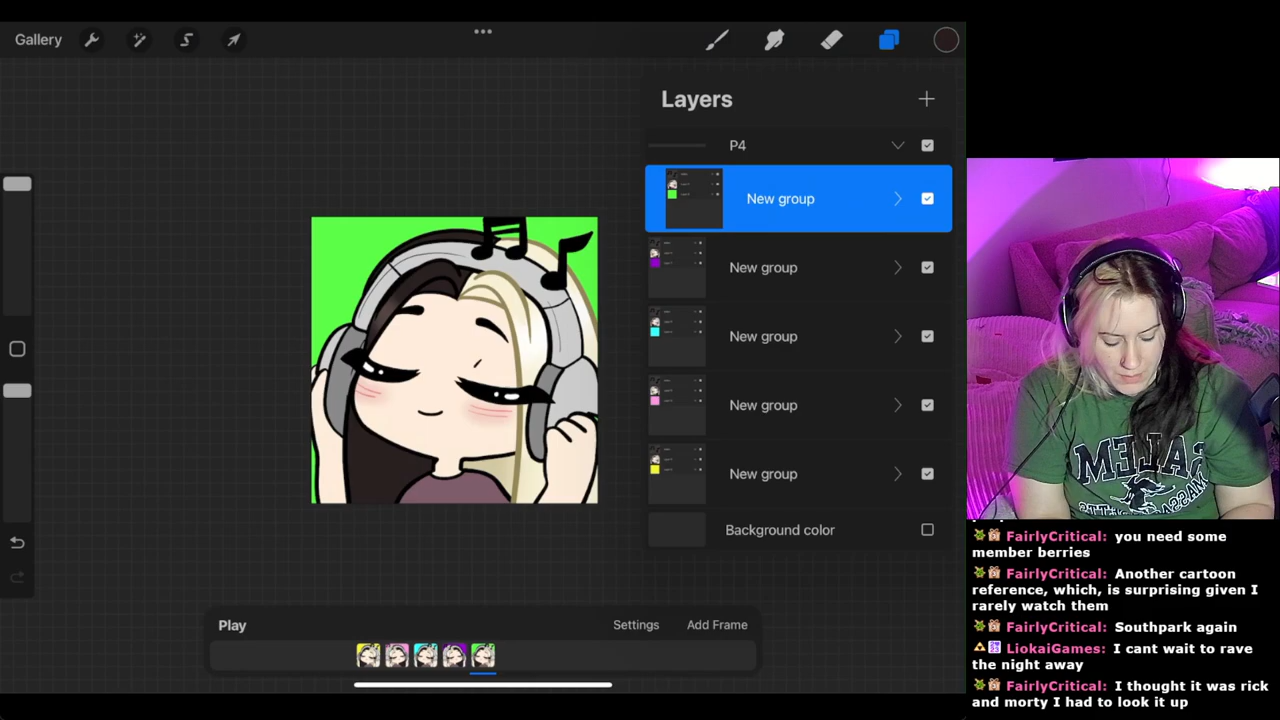 Gallery
Layers
P4
New group
New group
New group
New group
New group
Background color
Play
Settings
Add Frame
SALEM
MASSACHUSETTS
FairlyCritical: you need some
member berries
FairlyCritical: Another cartoon
reference, which, is surprising given I
rarely watch them
FairlyCritical: Southpark again
LiokaiGames: I cant wait to rave
the night away
FairlyCritical: I thought it was rick
and morty I had to look it up